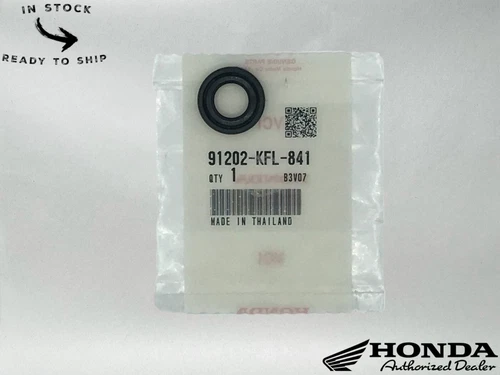 IN STOCK
READY TO SHIP
91202-KFL-841
QTY 1 B3V07
MADE IN THAILAND
HONDA
Authorized Dealer